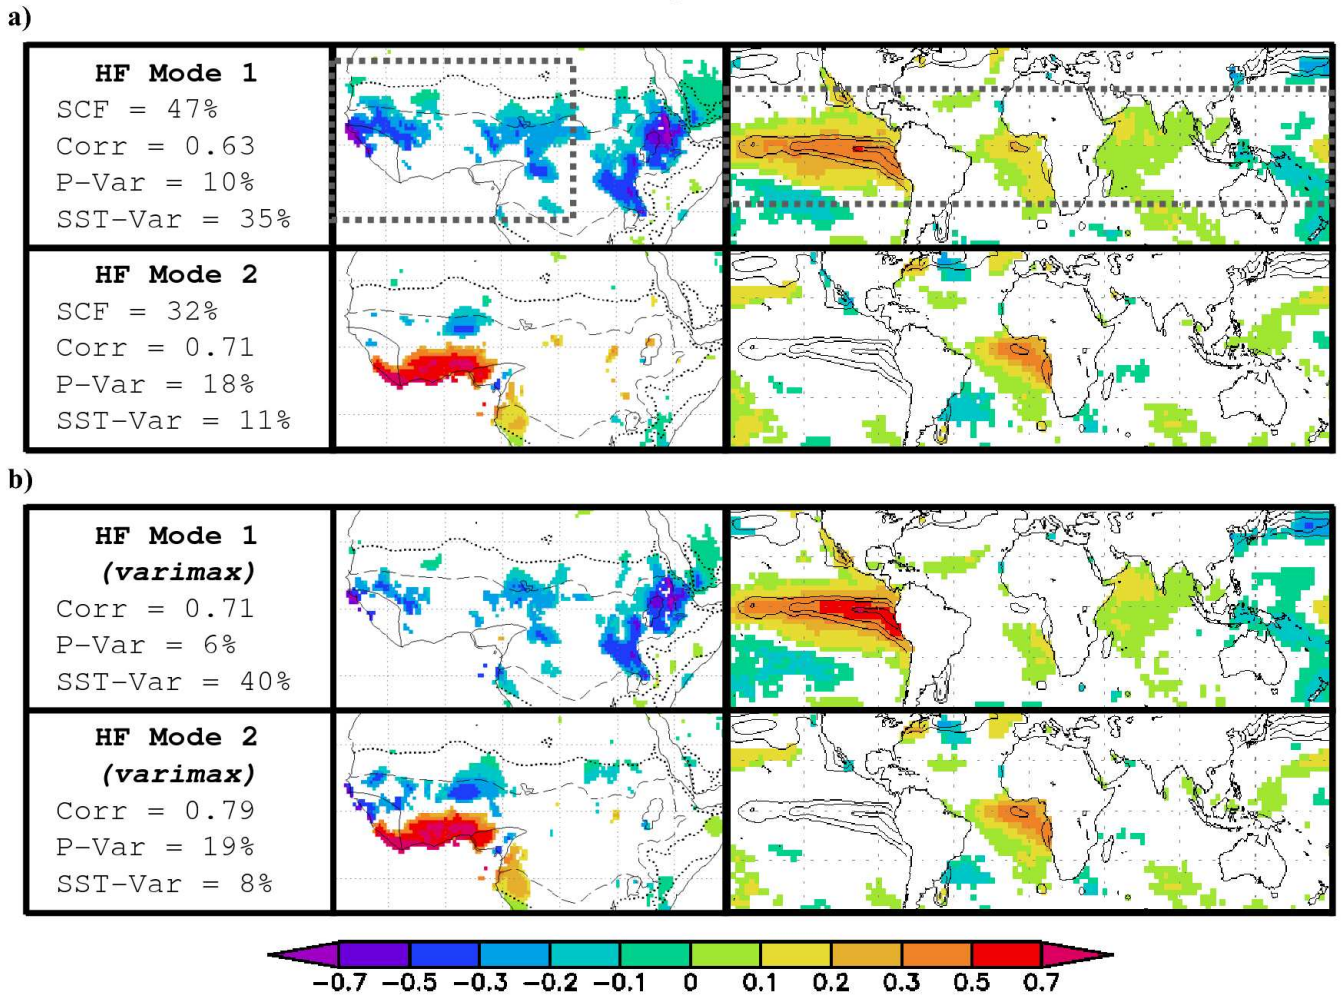 a)
HF Mode 1
SCF = 47%
Corr = 0.63
P-Var = 10%
SST-Var = 35%
HF Mode 2
SCF = 32%
Corr = 0.71
P-Var = 18%
SST-Var = 11%
b)
HF Mode 1
(varimax)
Corr = 0.71
P-Var = 6%
SST-Var = 40%
HF Mode 2
(varimax)
Corr = 0.79
P-Var = 19%
SST-Var = 8%
-0.7 -0.5 -0.3 -0.2 -0.1 0 0.1 0.2 0.3 0.5 0.7